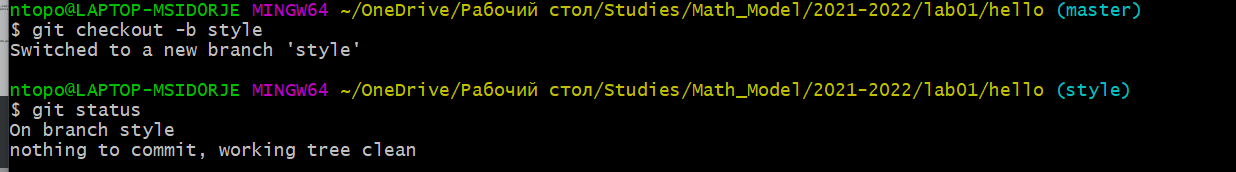 ntopo@LAPTOP-MSIDORJE MINGW64 ~/OneDrive/Рабочий стол/Studies/Math_Model/2021-2022/lab01/hello (master)
$ git checkout -b style
Switched to a new branch 'style'
ntopo@LAPTOP-MSIDORJE MINGW64 ~/OneDrive/Рабочий стол/Studies/Math_Model/2021-2022/lab01/hello (style)
$ git status
On branch style
nothing to commit, working tree clean